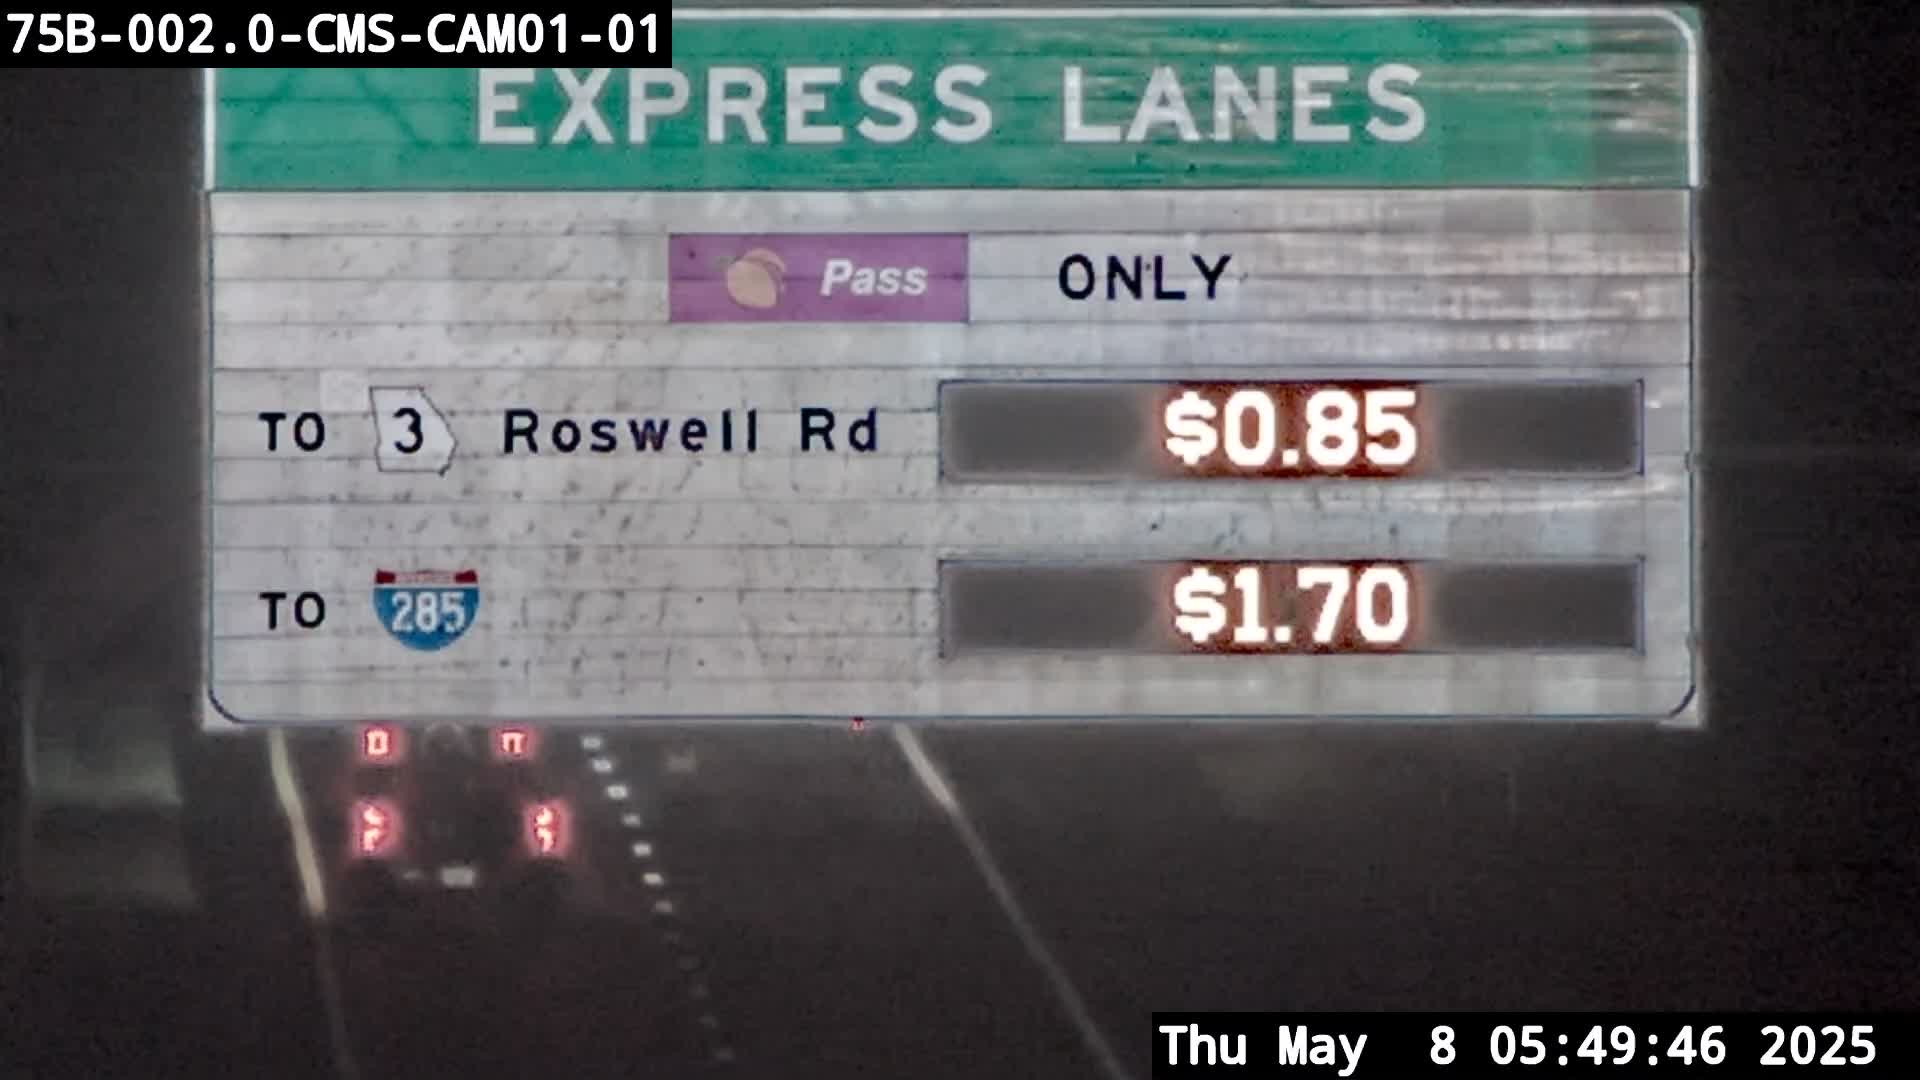 75B-002.0-CMS-CAM01-01
EXPRESS LANES
Pass ONLY
TO 3 Roswell Rd $0.85
TO 285 $1.70
Thu May 8 05:49:46 2025